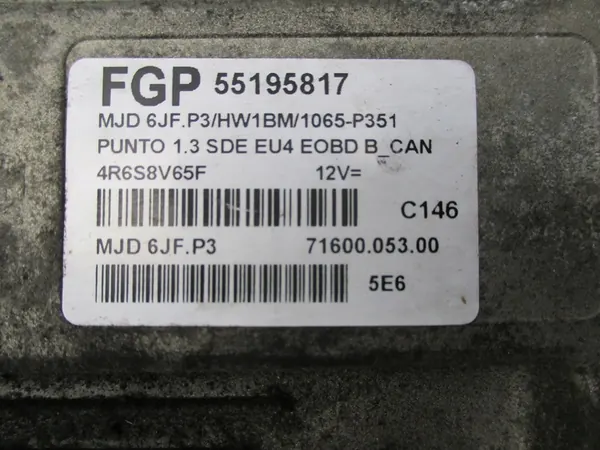 FGP 55195817
MJD 6JF.P3/HW1BM/1065-P351
PUNTO 1.3 SDE EU4 EOBD B_CAN
4R6S8V65F 12V=
C146
MJD 6JF.P3 71600.053.00
5E6